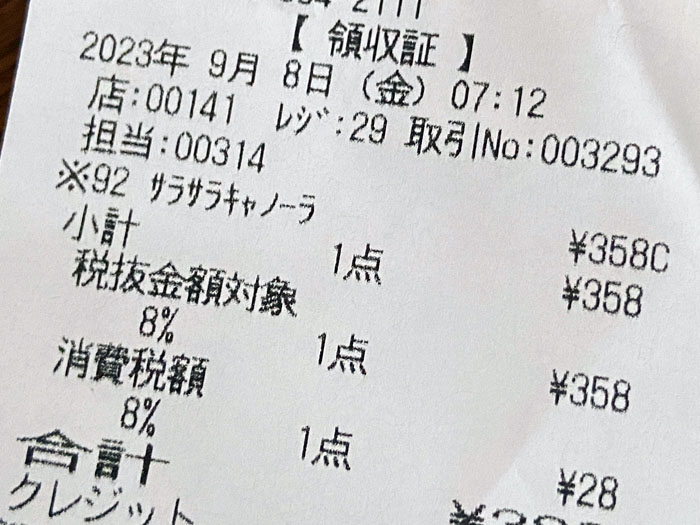 【 領収証 】
2023年 9月 8日 (金) 07:12
店:00141 レジ:29 取引No:003293
担当:00314
※92 サラサラキャノーラ ¥358C
小計 1点 ¥358
税抜金額対象
8% 1点 ¥358
消費税額
8% 1点 ¥28
合計
クレジット